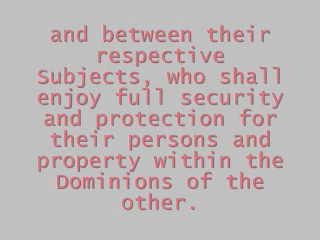 and between their
respective
Subjects, who shall
enjoy full security
and protection for
their persons and
property within the
Dominions of the
other.